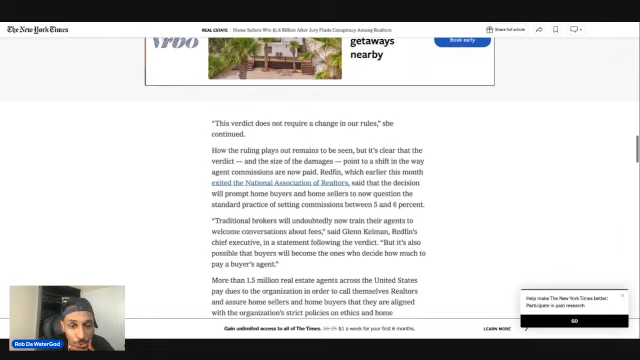 The New York Times
REAL ESTATE | Home Sellers Win $1.8 Billion After Jury Finds Conspiracy Among Realtors
Share full article
Vrbo
getaways
nearby
Book early
“This verdict does not require a change in our rules,” she
continued.
How the ruling plays out remains to be seen, but it’s clear that the
verdict — and the size of the damages — point to a shift in the way
agent commissions are now paid. Redfin, which earlier this month
exited the National Association of Realtors, said that the decision
will prompt home buyers and home sellers to now question the
standard practice of setting commissions between 5 and 6 percent.
“Traditional brokers will undoubtedly now train their agents to
welcome conversations about fees,” said Glenn Kelman, Redfin’s
chief executive, in a statement following the verdict. “But it’s also
possible that buyers will become the ones who decide how much to
pay a buyer’s agent.”
More than 1.5 million real estate agents across the United States
pay dues to the organization in order to call themselves Realtors
and assure home sellers and home buyers that they are aligned
with the organization’s strict policies on ethics and home
Help make The New York Times better:
Participate in paid research
GO
Gain unlimited access to all of The Times. $1 a week for your first 6 months.
LEARN MORE
Rob Da WaterGod